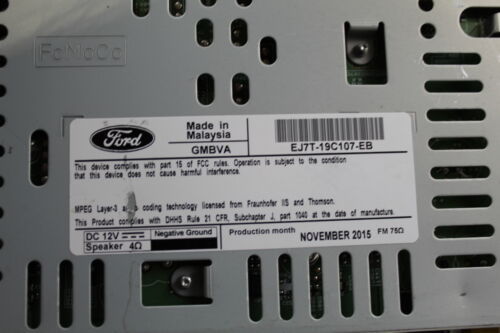 FoMoCo
Ford
Made in
Malaysia
GMBVA
EJ7T-19C107-EB
This device complies with part 15 of FCC rules. Operation is subject to the condition
that this device does not cause harmful interference.
MPEG Layer-3 audio coding technology licensed from Fraunhofer IIS and Thomson.
This Product complies with DHHS Rule 21 CFR, Subchapter J, part 1040 at the date of manufacture.
DC 12V Negative Ground
Speaker 4Ω
Production month NOVEMBER 2015 FM 75Ω